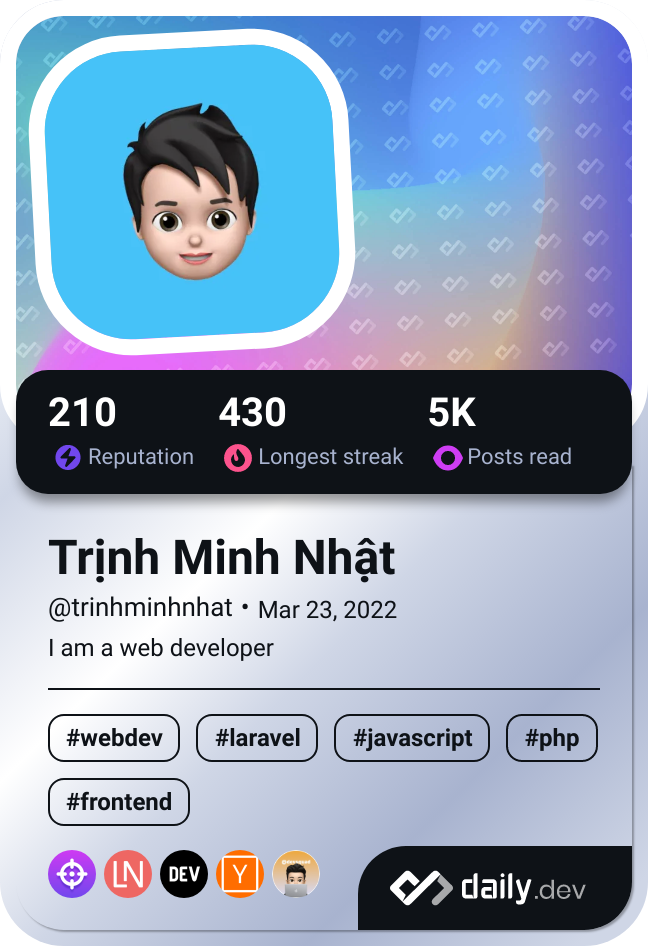 210 430 5K
Reputation Longest streak Posts read
Trịnh Minh Nhật
@trinhminhnhat • Mar 23, 2022
I am a web developer
#webdev #laravel #javascript #php
#frontend
LN DEV Y
daily.dev